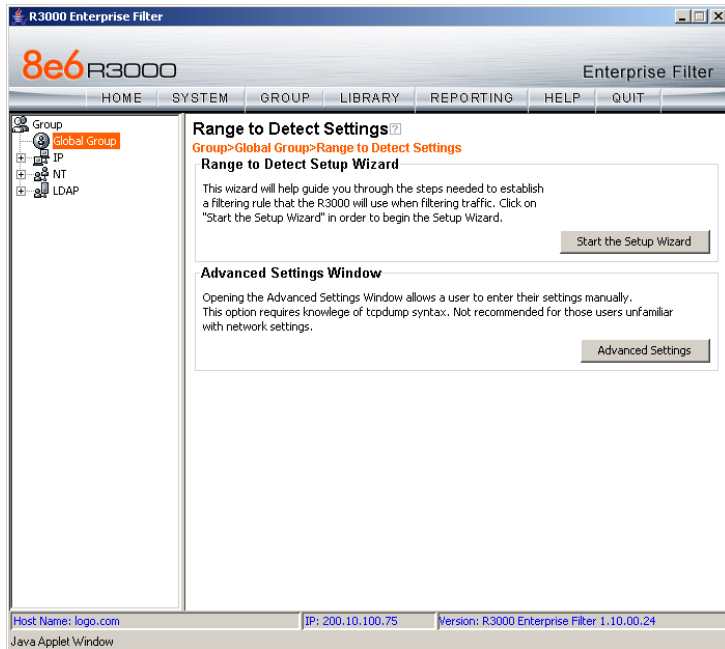 R3000 Enterprise Filter
8e6 R3000
Enterprise Filter
HOME SYSTEM GROUP LIBRARY REPORTING HELP QUIT
Group
Global Group
IP
NT
LDAP
Range to Detect Settings?
Group>Global Group>Range to Detect Settings
Range to Detect Setup Wizard
This wizard will help guide you through the steps needed to establish
a filtering rule that the R3000 will use when filtering traffic. Click on
"Start the Setup Wizard" in order to begin the Setup Wizard.
Start the Setup Wizard
Advanced Settings Window
Opening the Advanced Settings Window allows a user to enter their settings manually.
This option requires knowlege of tcpdump syntax. Not recommended for those users unfamiliar
with network settings.
Advanced Settings
Host Name: logo.com
IP: 200.10.100.75
Version: R3000 Enterprise Filter 1.10.00.24
Java Applet Window